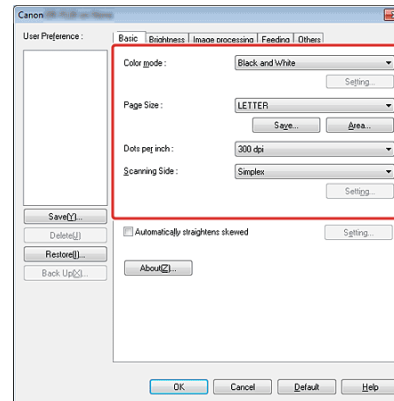 Canon
User Preference :
Basic Brightness Image processing Feeding Others
Color mode : Black and White
Setting...
Page Size : LETTER
Save... Area...
Dots per inch : 300 dpi
Scanning Side : Simplex
Setting...
Save(Y)...
Delete(J)
Restore(I)...
Back Up(X)...
Automatically straightens skewed Setting...
About(Z)...
OK Cancel Default Help